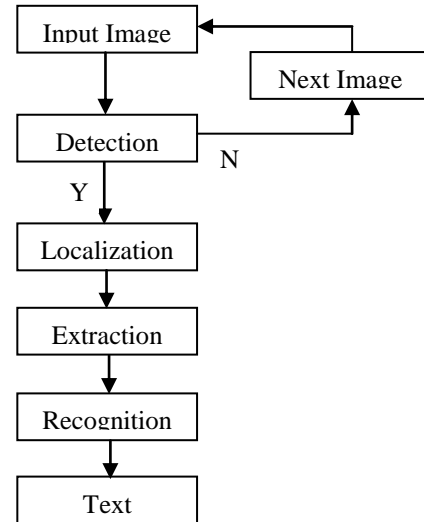 Input Image
Next Image
Detection
N
Y
Localization
Extraction
Recognition
Text